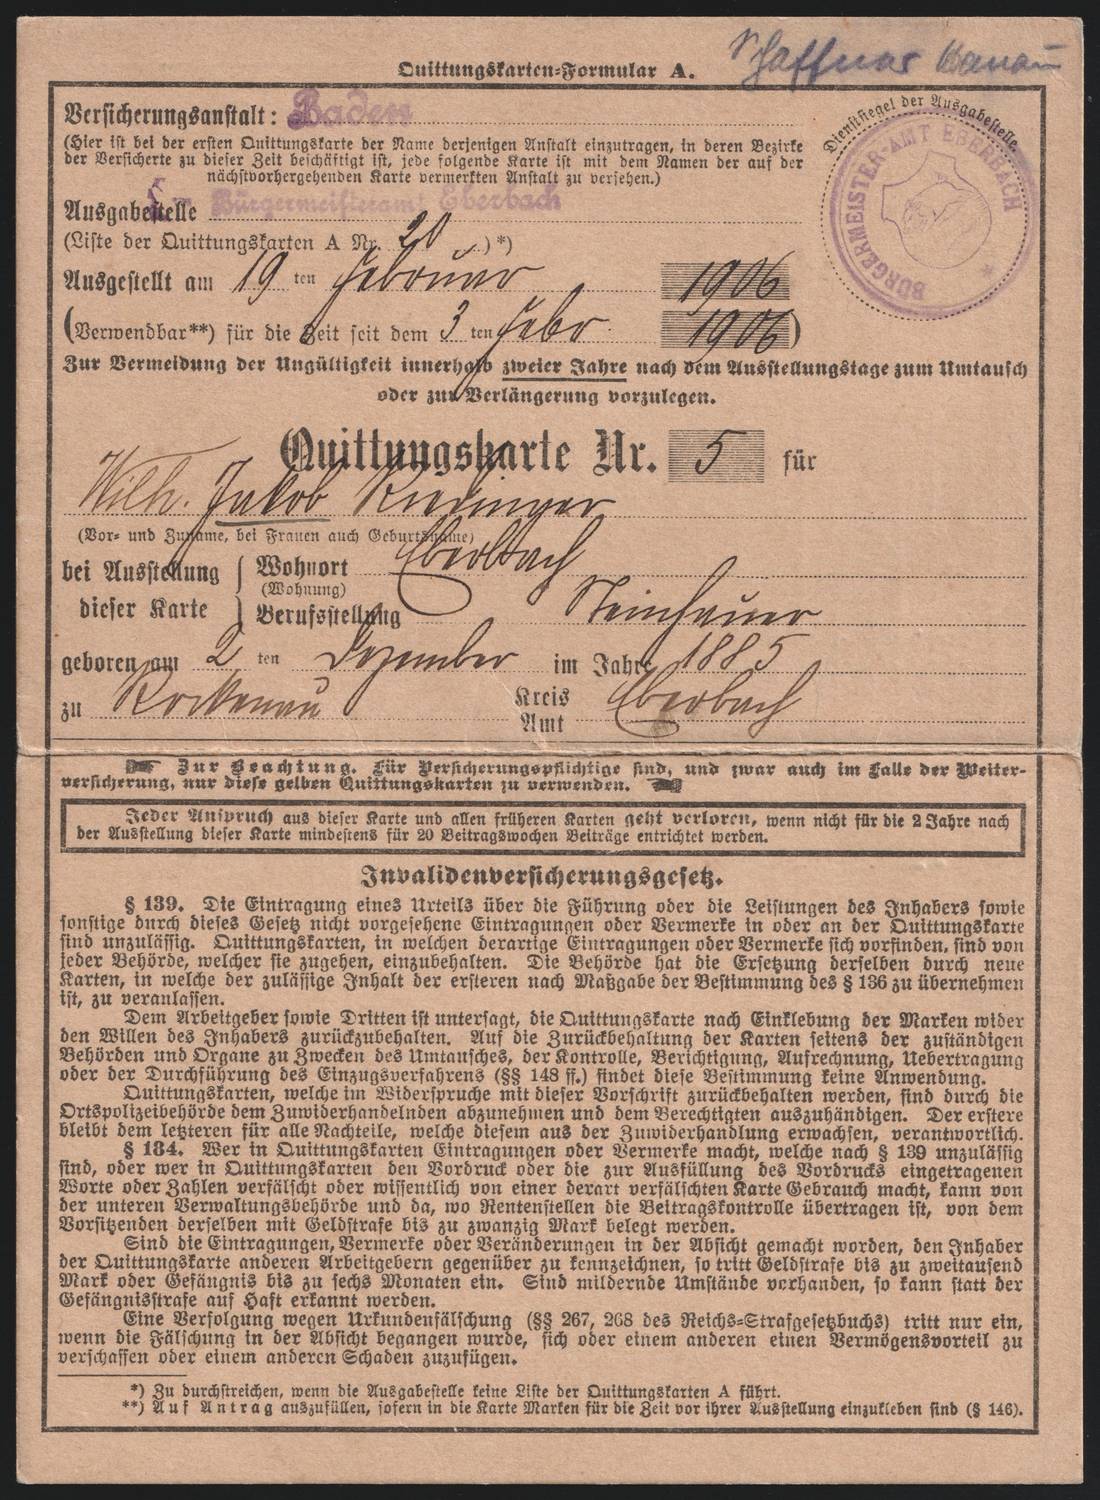 Quittungskarten-Formular A.
Versicherungsanstalt: Baden
Dienstsiegel der Ausgabestelle.
BÜRGERMEISTER-AMT EBERBACH *
(Hier ist bei der ersten Quittungskarte der Name derjenigen Anstalt einzutragen, in deren Bezirke
der Versicherte zu dieser Zeit beschäftigt ist, jede folgende Karte ist mit dem Namen der auf der
nächstvorhergehenden Karte vermerkten Anstalt zu versehen.)
Ausgabestelle Bürgermeisteramt Eberbach
(Liste der Quittungskarten A Nr. 20 )*)
Ausgestellt am 19 ten Februar 1906
(Verwendbar**) für die Zeit seit dem 3 ten Febr. 1906)
Zur Vermeidung der Ungültigkeit innerhalb zweier Jahre nach dem Ausstellungstage zum Umtausch
oder zur Verlängerung vorzulegen.
Quittungskarte Nr. 5 für
Wilh. Jakob Riedinger
(Vor- und Zuname, bei Frauen auch Geburtsname)
bei Ausstellung dieser Karte
Wohnort Eberbach
(Wohnung)
Berufsstellung Steinhauer
geboren am 2 ten Dezember im Jahre 1885
zu Rockenau Kreis Amt Eberbach
Zur Beachtung. Für Versicherungspflichtige sind, und zwar auch im Falle der Weiter-
versicherung, nur diese gelben Quittungskarten zu verwenden.
Jeder Anspruch aus dieser Karte und allen früheren Karten geht verloren, wenn nicht für die 2 Jahre nach
der Ausstellung dieser Karte mindestens für 20 Beitragswochen Beiträge entrichtet werden.
Invalidenversicherungsgesetz.
§ 139. Die Eintragung eines Urteils über die Führung oder die Leistungen des Inhabers sowie
sonstige durch dieses Gesetz nicht vorgesehene Eintragungen oder Vermerke in oder an der Quittungskarte
sind unzulässig. Quittungskarten, in welchen derartige Eintragungen oder Vermerke sich vorfinden, sind von
jeder Behörde, welcher sie zugehen, einzubehalten. Die Behörde hat die Ersetzung derselben durch neue
Karten, in welche der zulässige Inhalt der ersteren nach Maßgabe der Bestimmung des § 136 zu übernehmen
ist, zu veranlassen.
Dem Arbeitgeber sowie Dritten ist untersagt, die Quittungskarte nach Einklebung der Marken wider
den Willen des Inhabers zurückzubehalten. Auf die Zurückbehaltung der Karten seitens der zuständigen
Behörden und Organe zu Zwecken des Umtausches, der Kontrolle, Berichtigung, Aufrechnung, Uebertragung
oder der Durchführung des Einzugsverfahrens (§§ 148 ff.) findet diese Bestimmung keine Anwendung.
Quittungskarten, welche im Widerspruche mit dieser Vorschrift zurückbehalten werden, sind durch die
Ortspolizeibehörde dem Zuwiderhandelnden abzunehmen und dem Berechtigten auszuhändigen. Der erstere
bleibt dem letzteren für alle Nachteile, welche diesem aus der Zuwiderhandlung erwachsen, verantwortlich.
§ 184. Wer in Quittungskarten Eintragungen oder Vermerke macht, welche nach § 139 unzulässig
sind, oder wer in Quittungskarten den Vordruck oder die zur Ausfüllung des Vordrucks eingetragenen
Worte oder Zahlen verfälscht oder wissentlich von einer derart verfälschten Karte Gebrauch macht, kann von
der unteren Verwaltungsbehörde und da, wo Rentenstellen die Beitragskontrolle übertragen ist, von dem
Vorsitzenden derselben mit Geldstrafe bis zu zwanzig Mark belegt werden.
Sind die Eintragungen, Vermerke oder Veränderungen in der Absicht gemacht worden, den Inhaber
der Quittungskarte anderen Arbeitgebern gegenüber zu kennzeichnen, so tritt Geldstrafe bis zu zweitausend
Mark oder Gefängnis bis zu sechs Monaten ein. Sind mildernde Umstände vorhanden, so kann statt der
Gefängnisstrafe auf Haft erkannt werden.
Eine Verfolgung wegen Urkundenfälschung (§§ 267, 268 des Reichs-Strafgesetzbuchs) tritt nur ein,
wenn die Fälschung in der Absicht begangen wurde, sich oder einem anderen einen Vermögensvorteil zu
verschaffen oder einem anderen Schaden zuzufügen.
*) Zu durchstreichen, wenn die Ausgabestelle keine Liste der Quittungskarten A führt.
**) Auf Antrag auszufüllen, sofern in die Karte Marken für die Zeit vor ihrer Ausstellung einzukleben sind (§ 146).